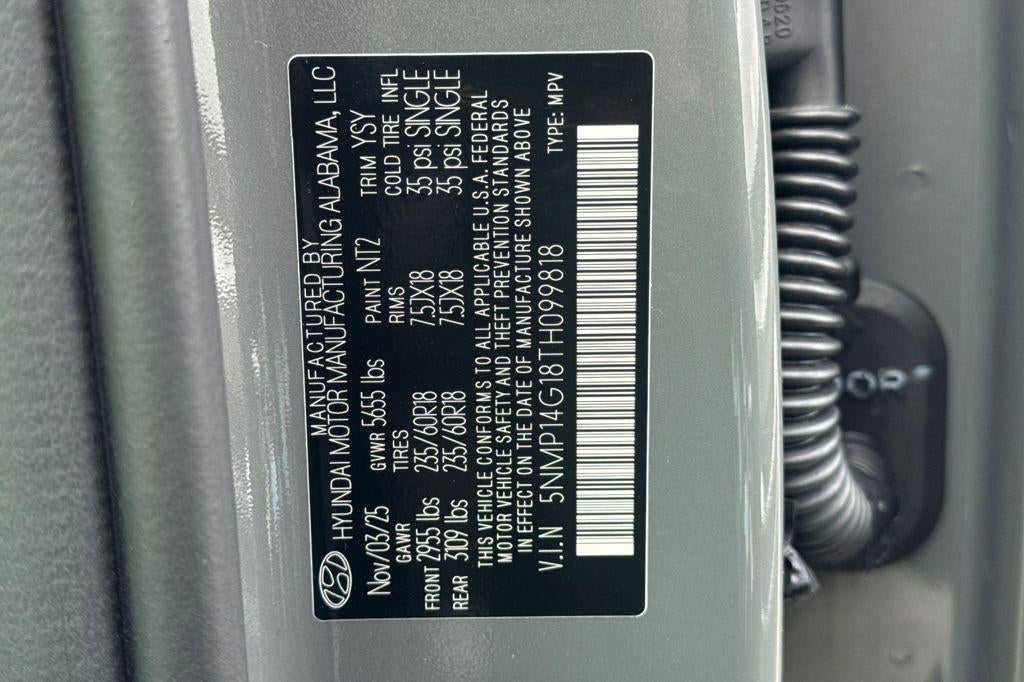 MANUFACTURED BY
HYUNDAI MOTOR MANUFACTURING ALABAMA, LLC
Nov/03/25 GVWR 5655 lbs PAINT NT2 TRIM YSY
GAWR TIRES RIMS COLD TIRE INFL
FRONT 2955 lbs 235/60R18 7.5JX18 35 psi SINGLE
REAR 3109 lbs 235/60R18 7.5JX18 35 psi SINGLE
THIS VEHICLE CONFORMS TO ALL APPLICABLE U.S.A. FEDERAL
MOTOR VEHICLE SAFETY AND THEFT PREVENTION STANDARDS
IN EFFECT ON THE DATE OF MANUFACTURE SHOWN ABOVE
V.I.N 5NMP14G18TH099818 TYPE: MPV